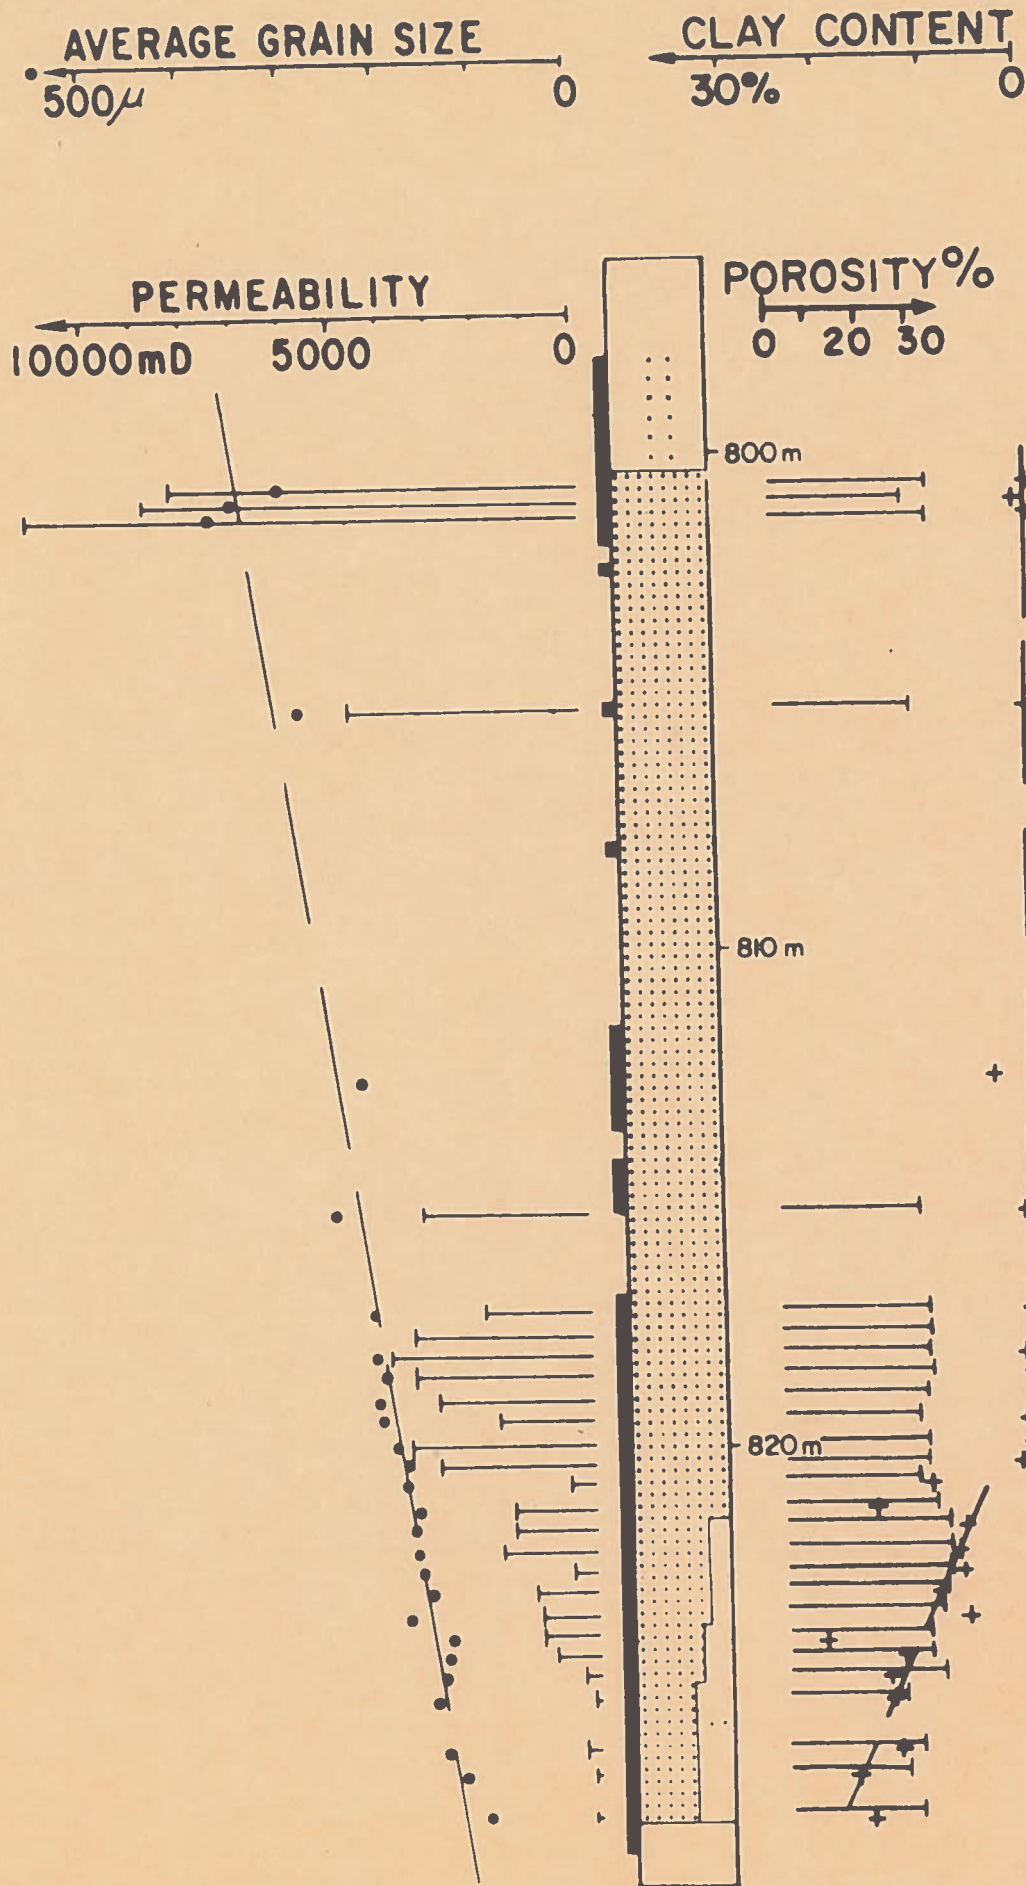 AVERAGE GRAIN SIZE
CLAY CONTENT
500μ 0
30% 0
PERMEABILITY
POROSITY %
10000mD 5000 0
0 20 30
800m
810m
820m